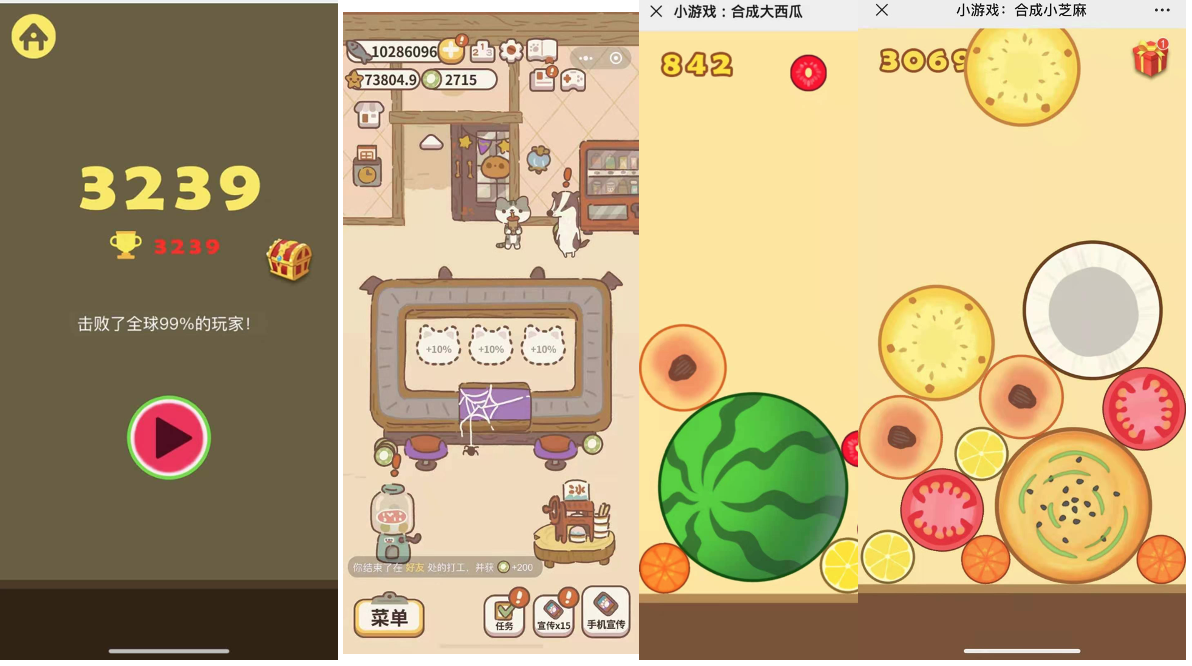 3239
3239
击败了全球99%的玩家!
10286096
73804.9
2715
+10%
+10%
+10%
冰
你结束了在 好友 处的打工，并获 +200
菜单
任务
宣传x15
手机宣传
小游戏：合成大西瓜
842
小游戏：合成小芝麻
3069
1